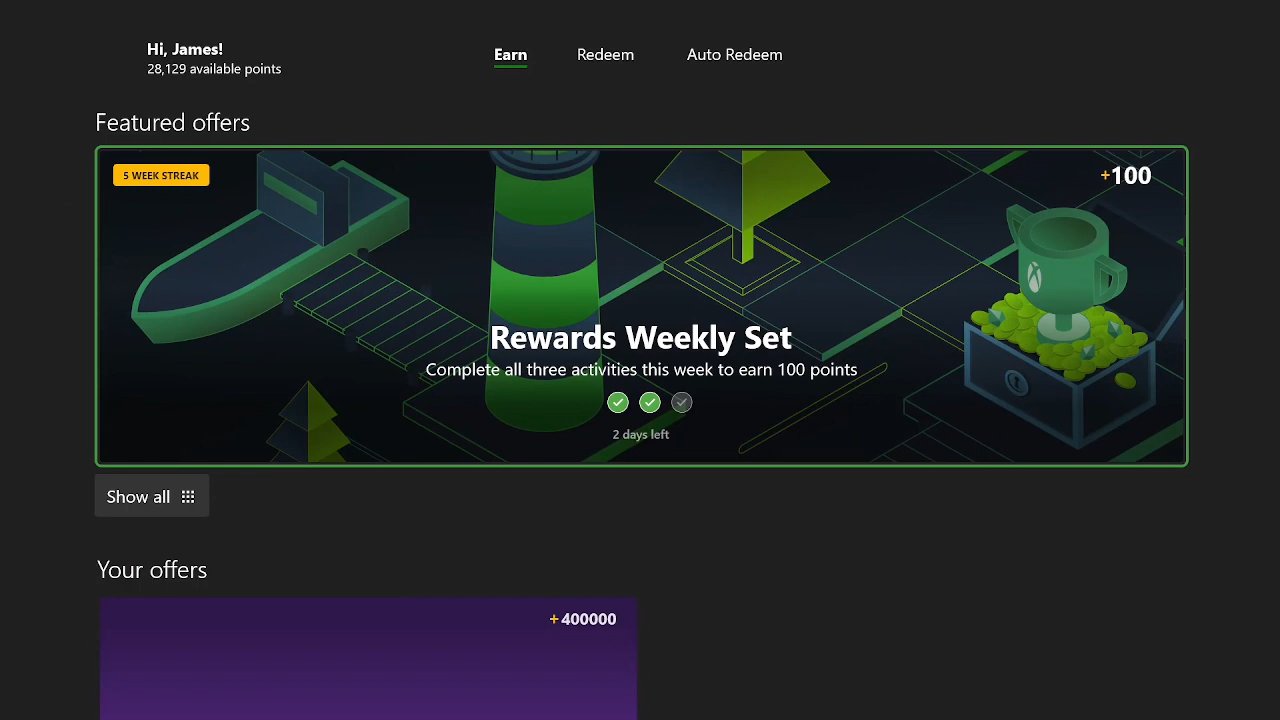 Hi, James!
28,129 available points
Earn
Redeem
Auto Redeem
Featured offers
5 WEEK STREAK
+100
Rewards Weekly Set
Complete all three activities this week to earn 100 points
2 days left
Show all
Your offers
+400000